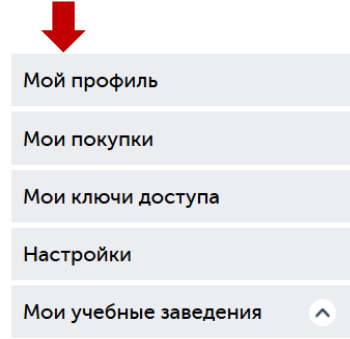 Мой профиль
Мои покупки
Мои ключи доступа
Настройки
Мои учебные заведения